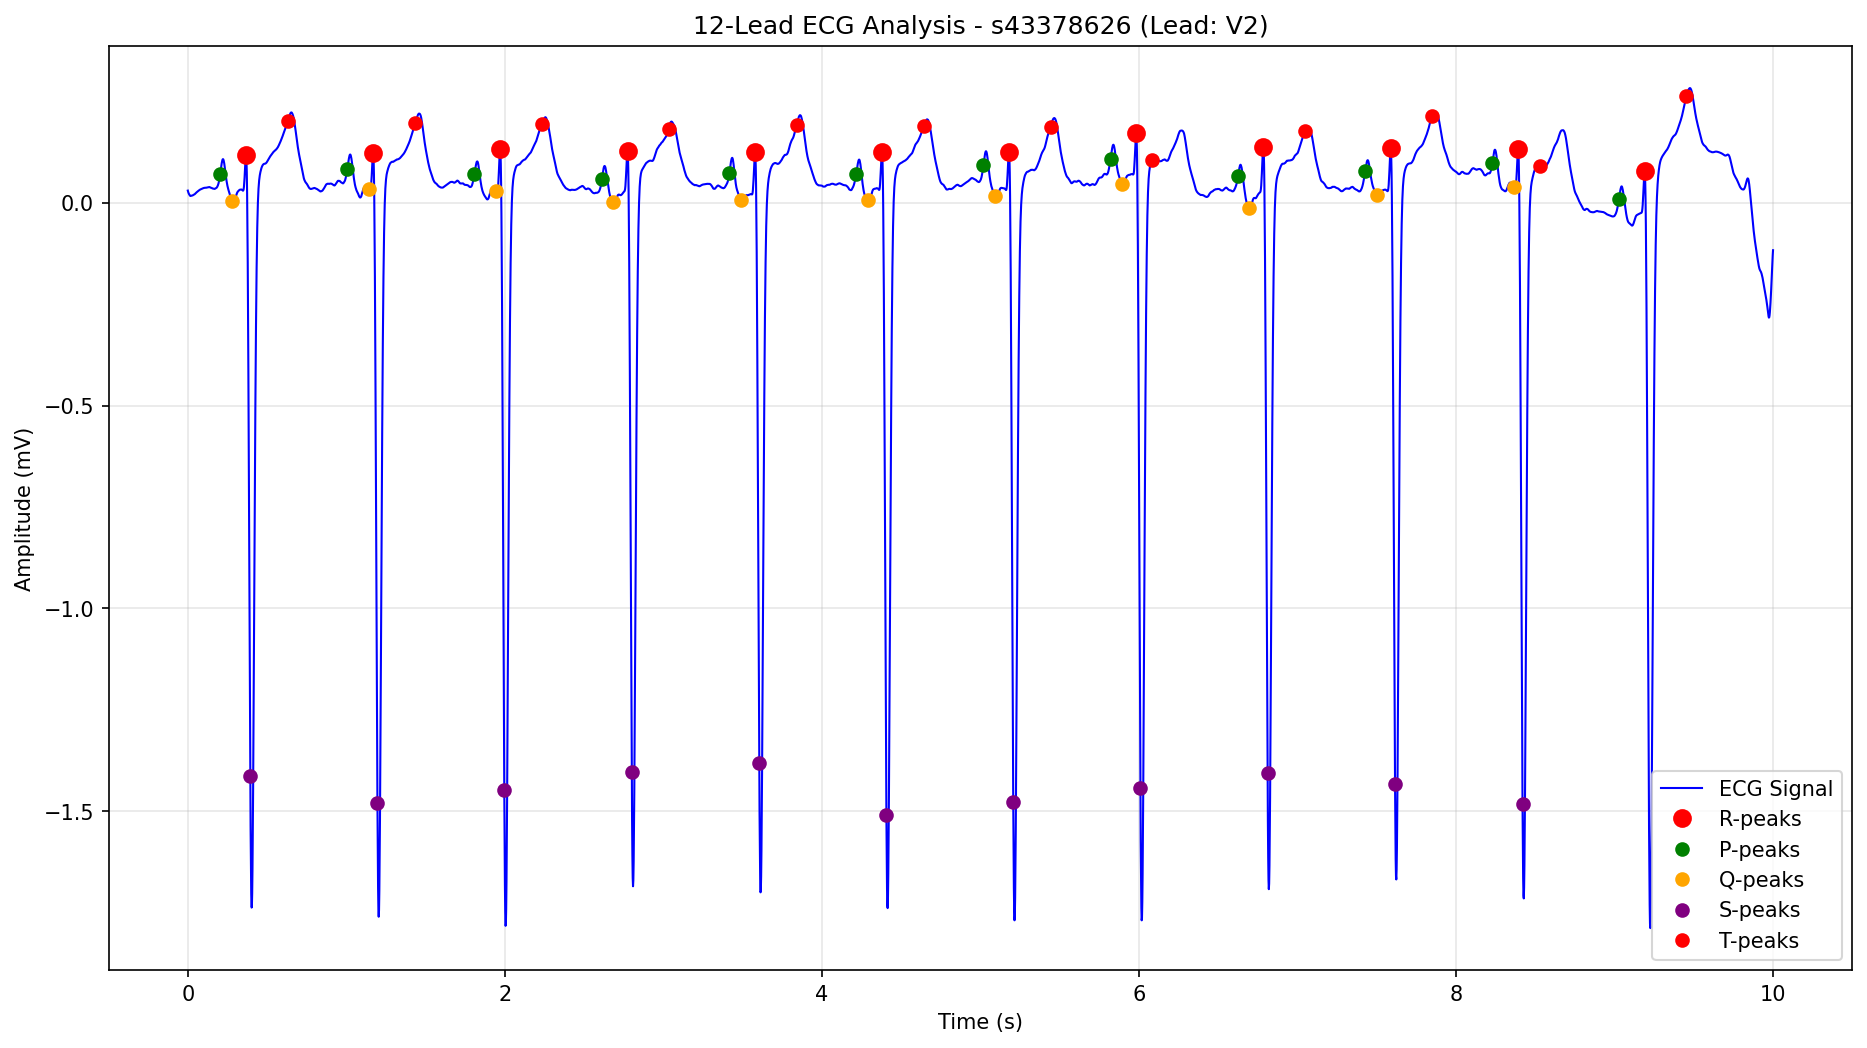 12-Lead ECG Analysis - s43378626 (Lead: V2)
Amplitude (mV)
0.0
−0.5
−1.0
−1.5
0
2
4
6
8
10
Time (s)
ECG Signal
R-peaks
P-peaks
Q-peaks
S-peaks
T-peaks